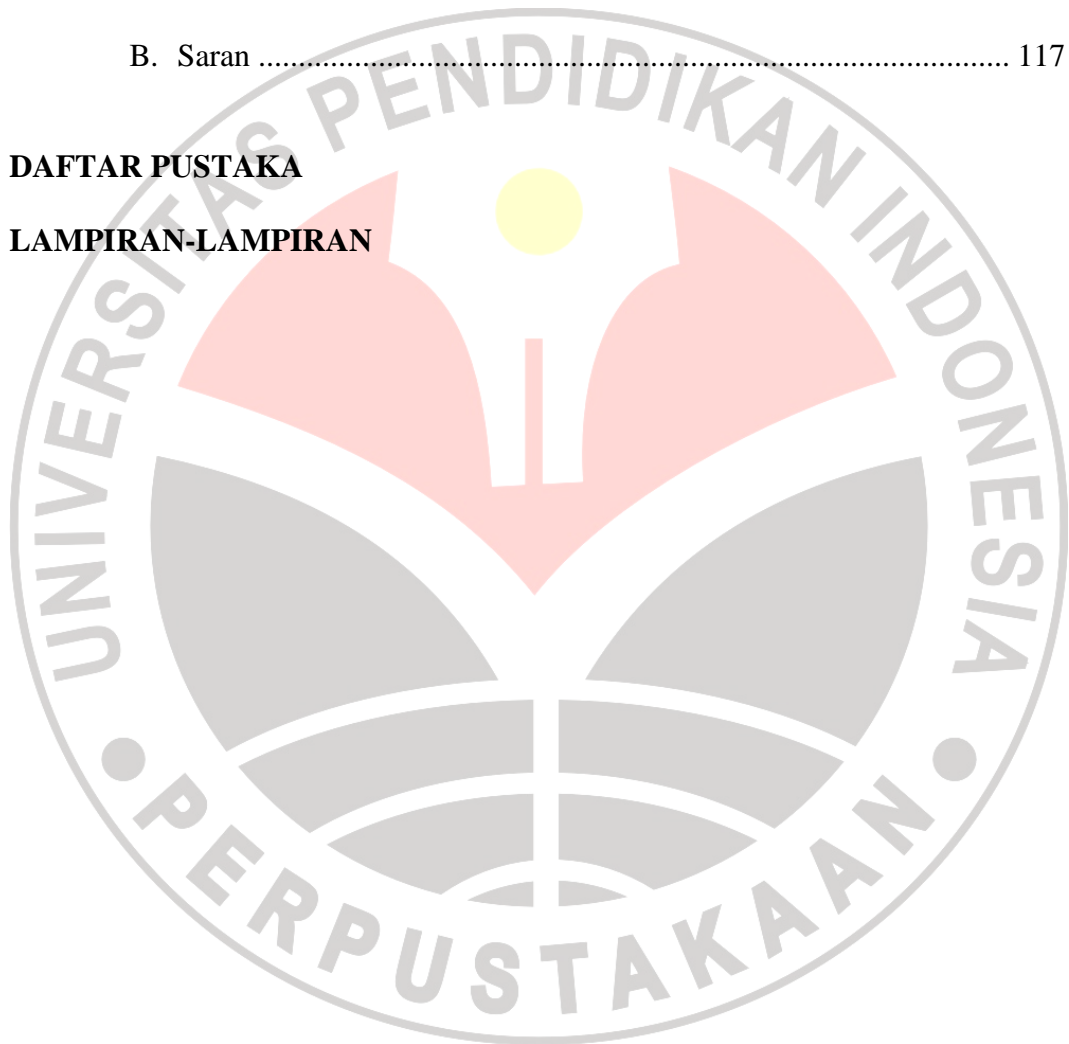 B. Saran ............................................................................................. 117
DAFTAR PUSTAKA
LAMPIRAN-LAMPIRAN
UNIVERSITAS PENDIDIKAN INDONESIA
PERPUSTAKAAN